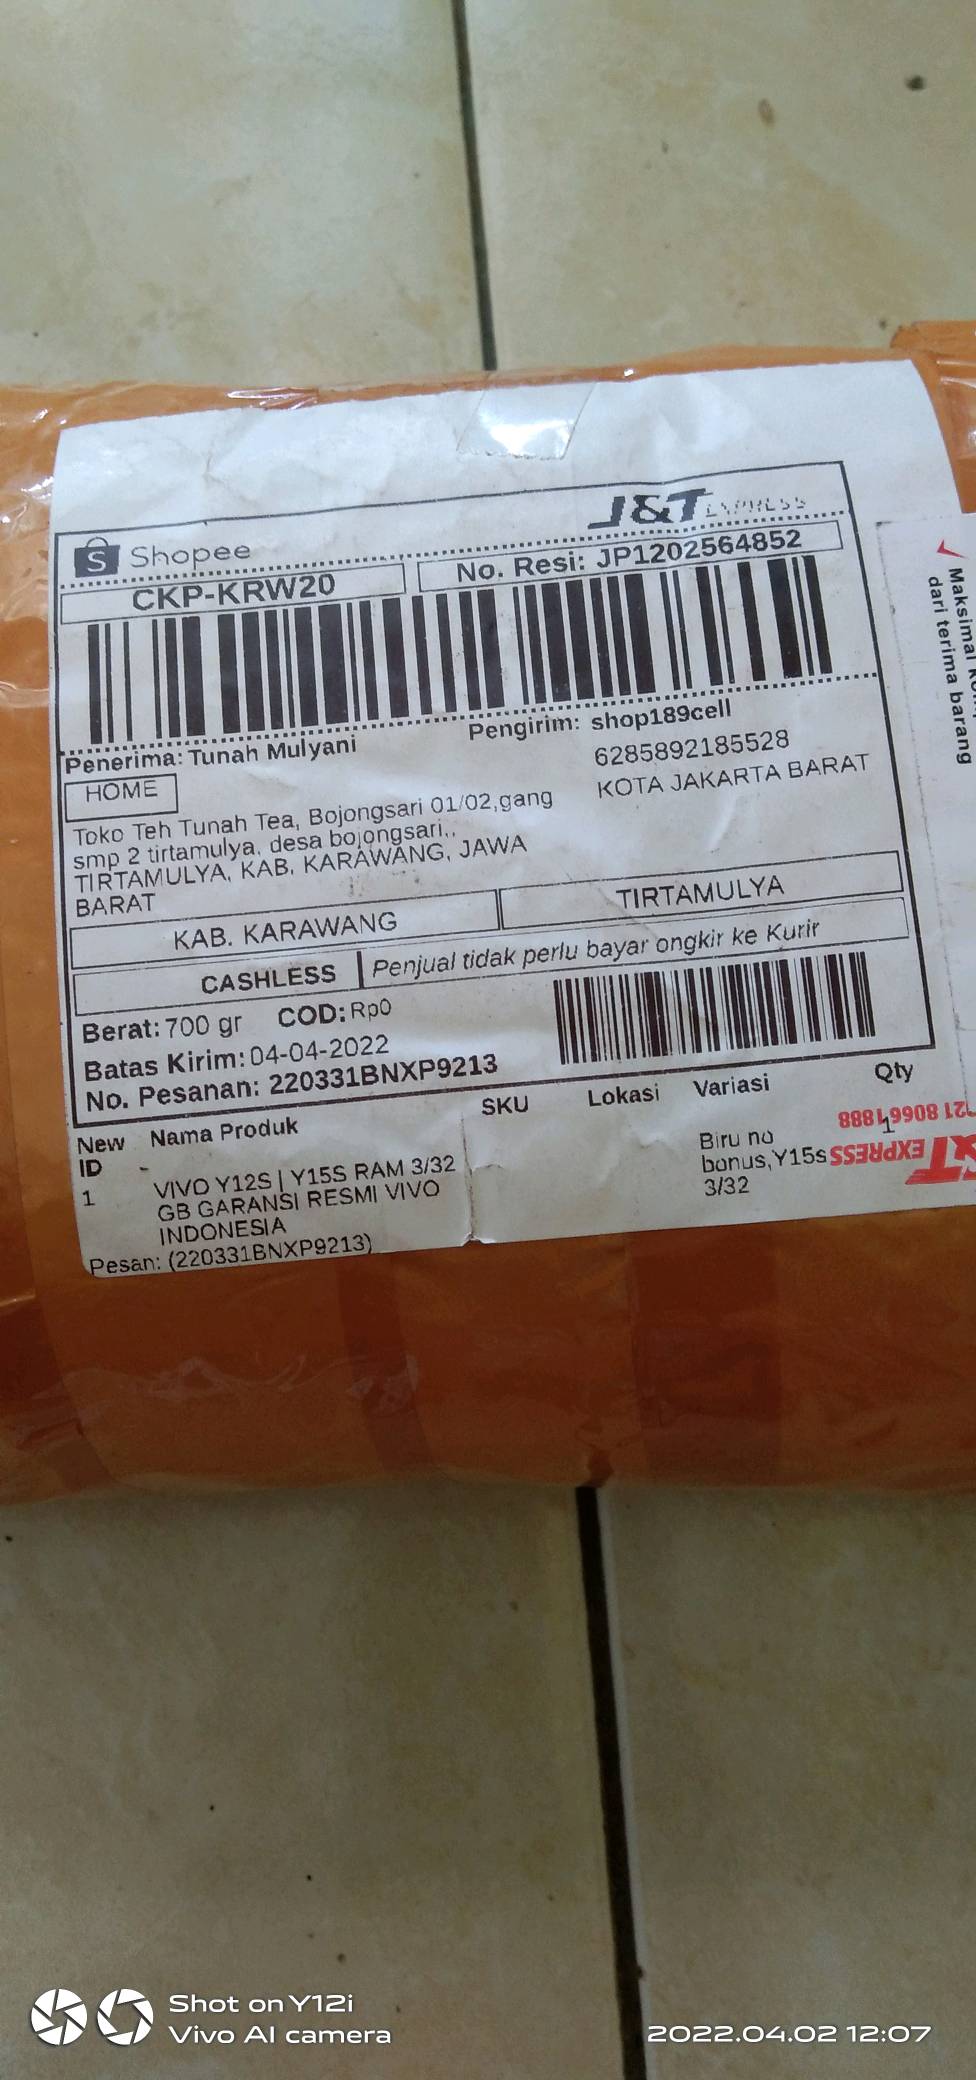 J&T EXPRESS
Shopee
CKP-KRW20
No. Resi: JP1202564852
Penerima: Tunah Mulyani
HOME
Toko Teh Tunah Tea, Bojongsari 01/02,gang
smp 2 tirtamulya, desa bojongsari,,
TIRTAMULYA, KAB. KARAWANG, JAWA
BARAT
Pengirim: shop189cell
6285892185528
KOTA JAKARTA BARAT
KAB. KARAWANG
TIRTAMULYA
CASHLESS
Penjual tidak perlu bayar ongkir ke Kurir
Berat: 700 gr COD: Rp0
Batas Kirim: 04-04-2022
No. Pesanan: 220331BNXP9213
New ID Nama Produk SKU Lokasi Variasi Qty
1 VIVO Y12S | Y15S RAM 3/32
GB GARANSI RESMI VIVO
INDONESIA
Biru no
bonus,Y15s
3/32
1
Pesan: (220331BNXP9213)
Maksimal
dari terima barang
21 8066 1888
&T EXPRESS
Shot on Y12i
Vivo AI camera
2022.04.02 12:07